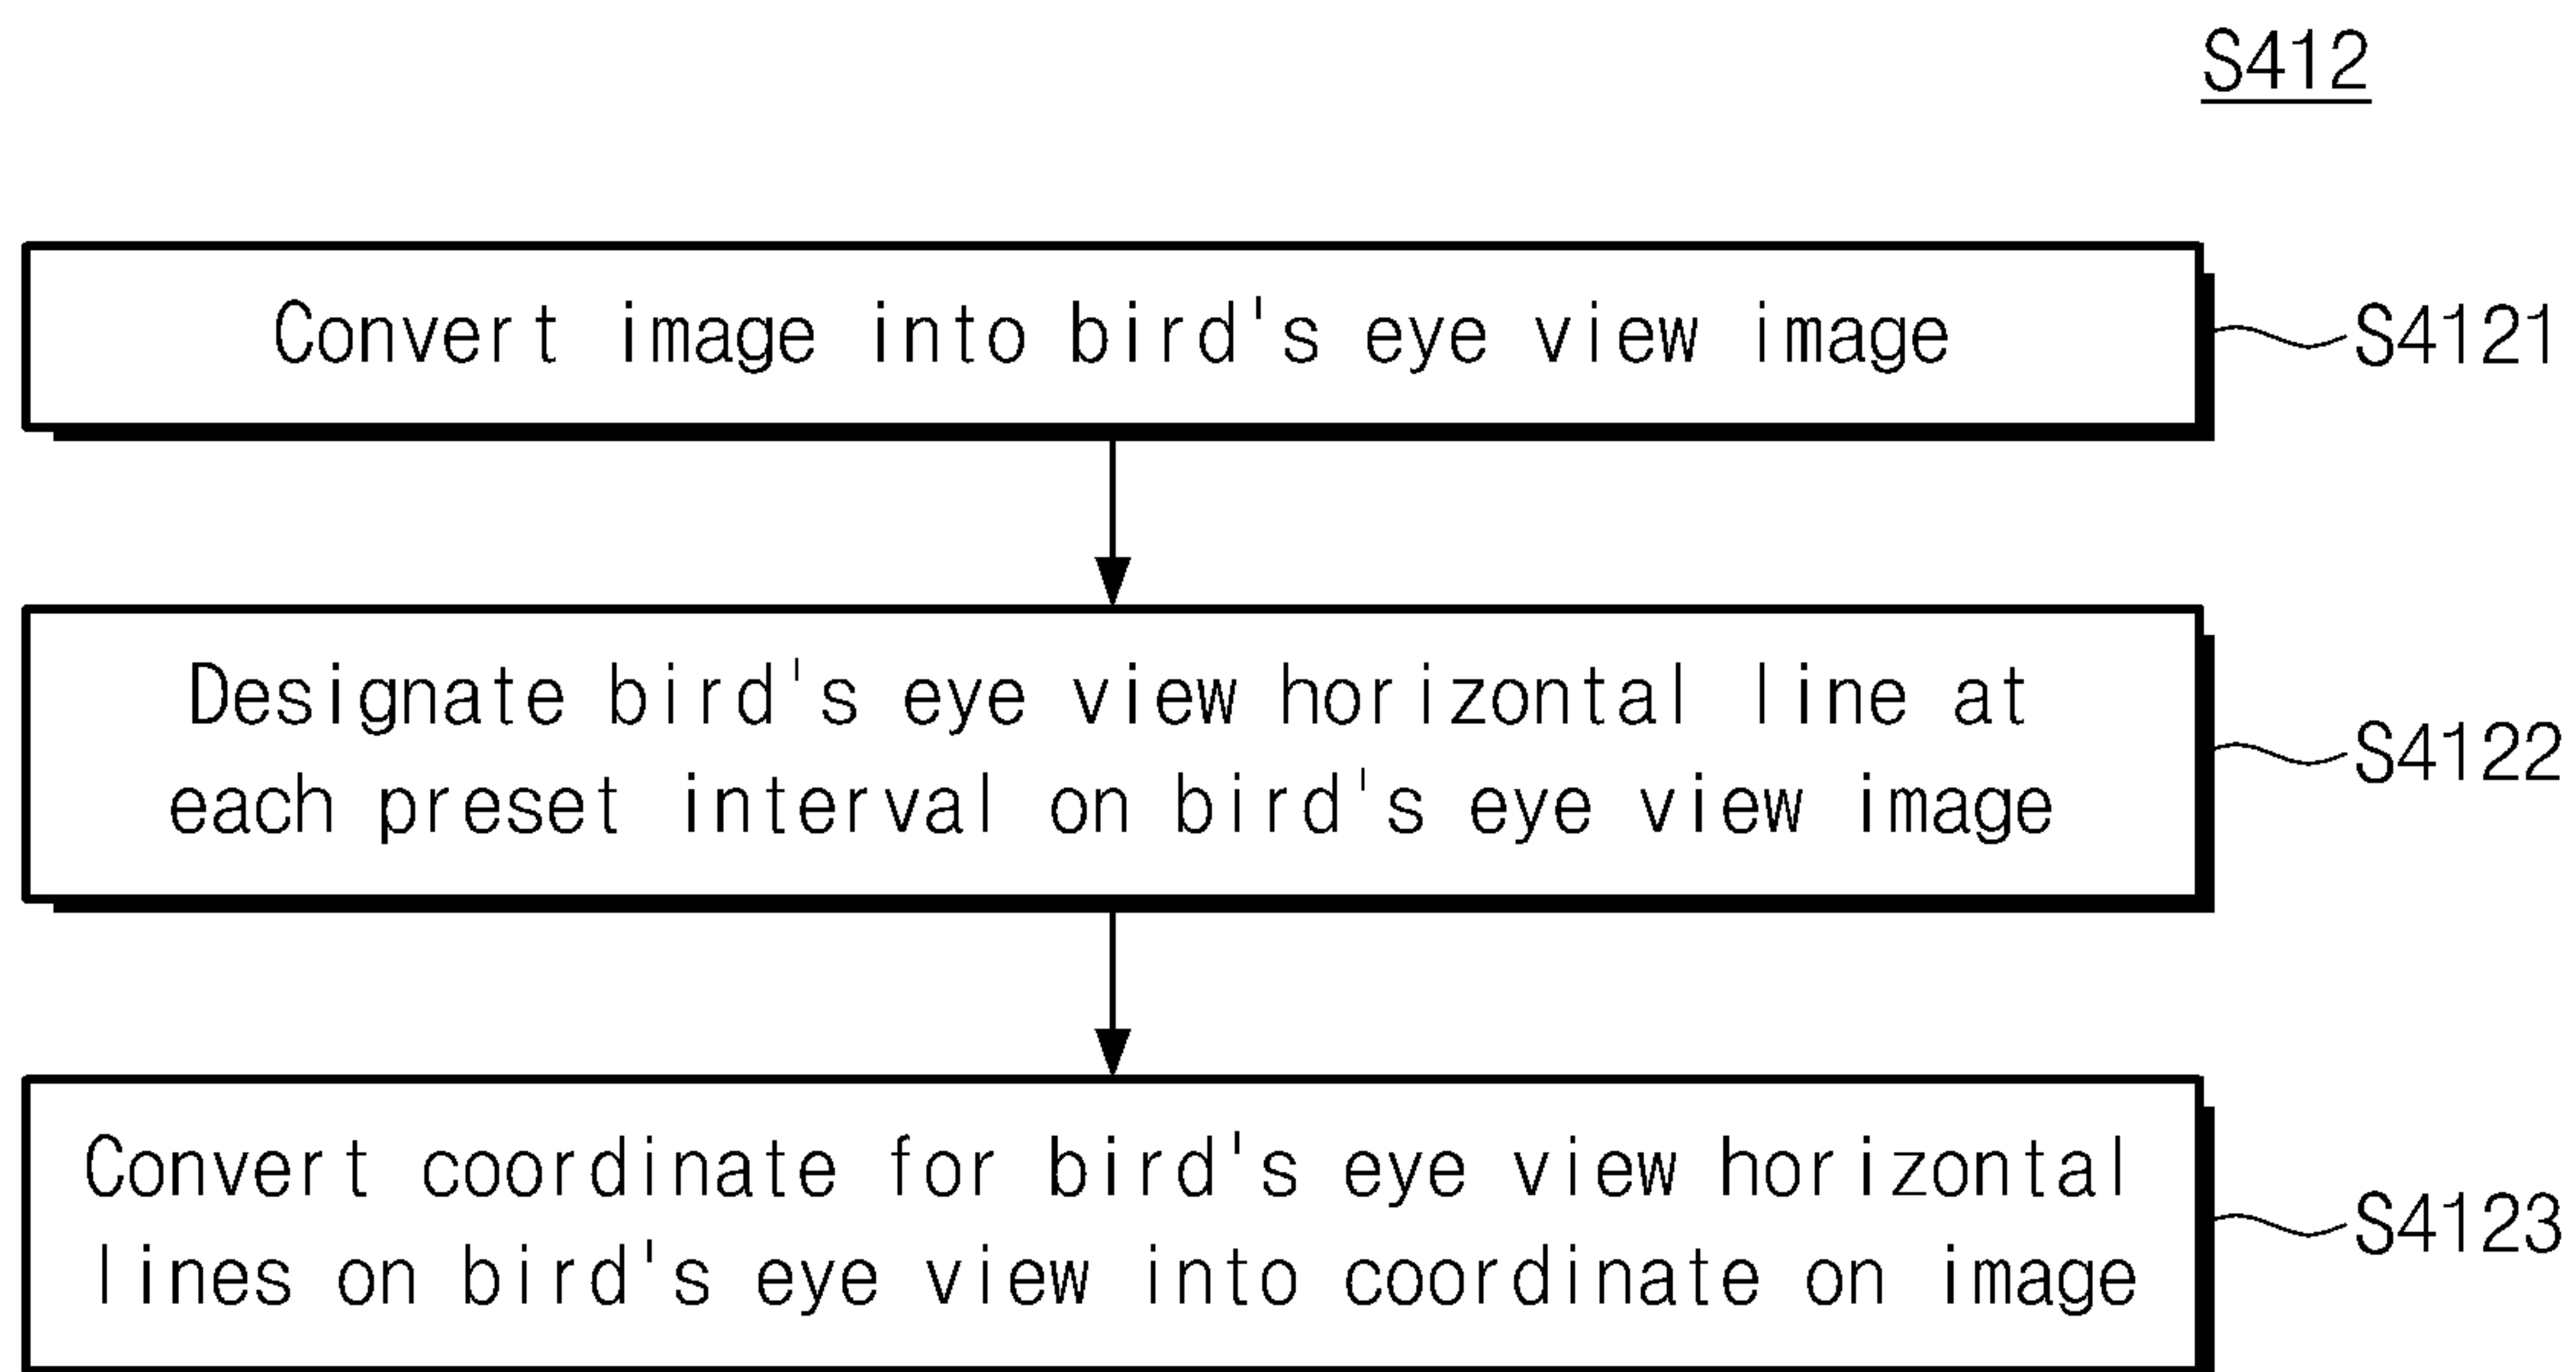 S412
Convert image into bird's eye view image
S4121
Designate bird's eye view horizontal line at
each preset interval on bird's eye view image
S4122
Convert coordinate for bird's eye view horizontal
lines on bird's eye view into coordinate on image
S4123